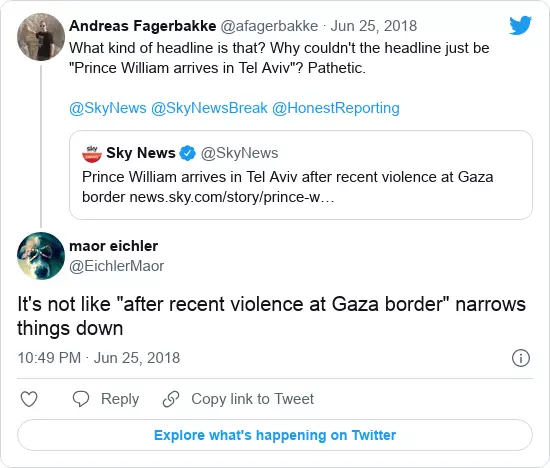 Andreas Fagerbakke @afagerbakke · Jun 25, 2018
What kind of headline is that? Why couldn't the headline just be
"Prince William arrives in Tel Aviv"? Pathetic.
@SkyNews @SkyNewsBreak @HonestReporting
Sky News @SkyNews
Prince William arrives in Tel Aviv after recent violence at Gaza
border news.sky.com/story/prince-w…
maor eichler
@EichlerMaor
It's not like "after recent violence at Gaza border" narrows
things down
10:49 PM · Jun 25, 2018
Reply
Copy link to Tweet
Explore what's happening on Twitter